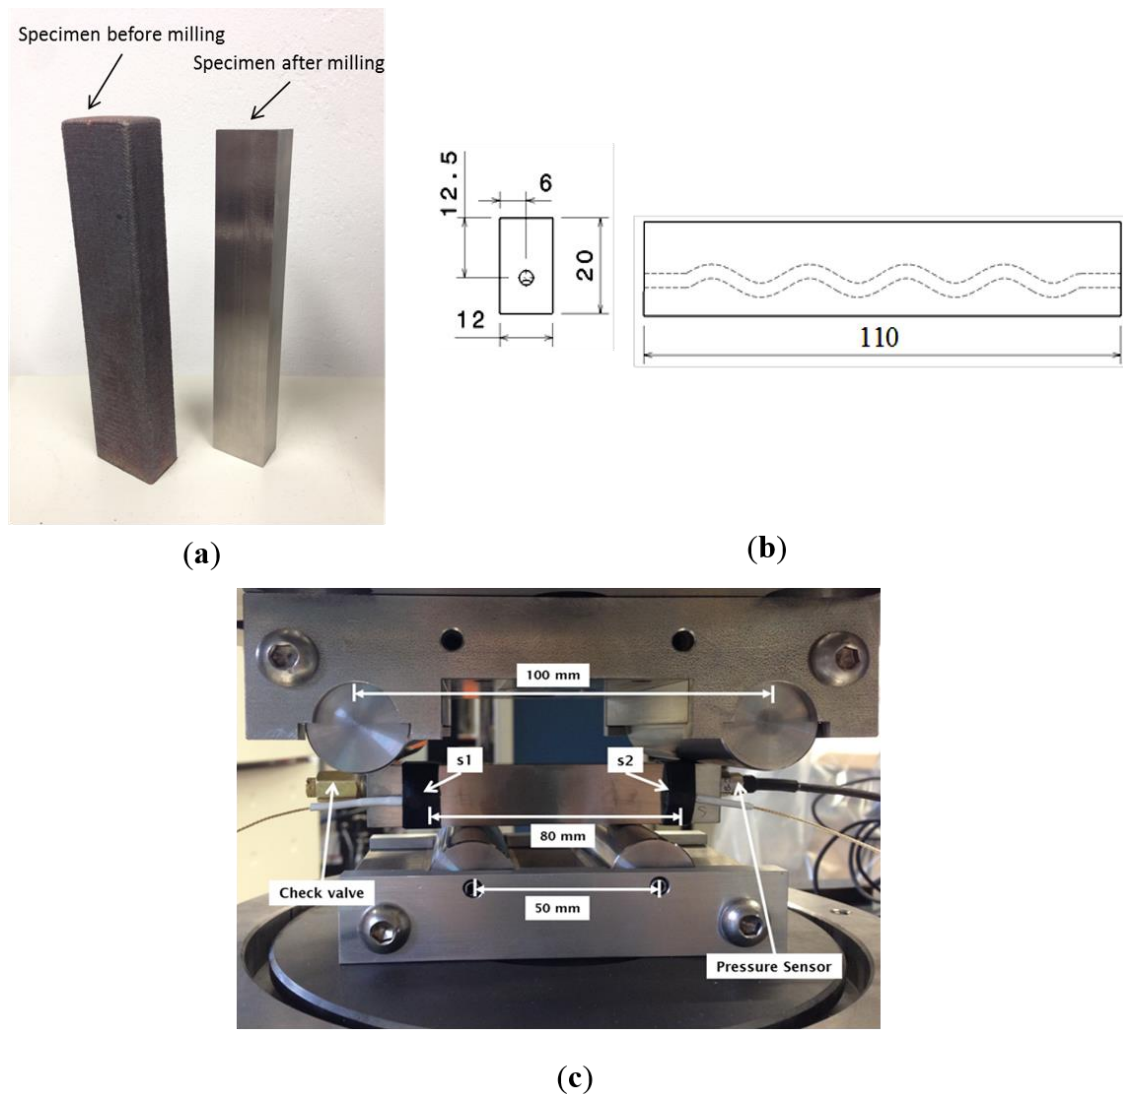 Specimen before milling
Specimen after milling
12.5
6
20
12
110
(a)
(b)
100 mm
s1
s2
80 mm
Check valve
50 mm
Pressure Sensor
(c)